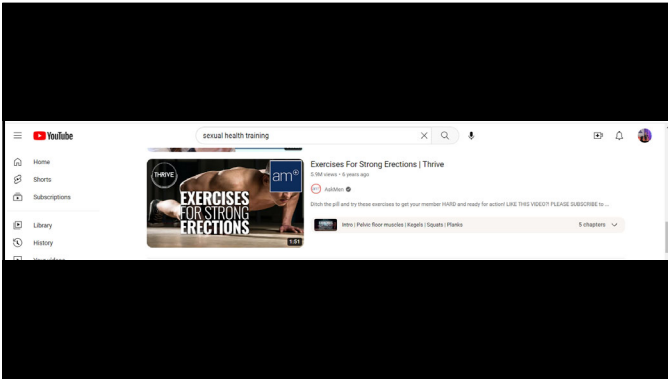 YouTube
sexual health training
Home
Shorts
Subscriptions
Library
History
THRIVE
am
EXERCISES
FOR STRONG
ERECTIONS
1:51
Exercises For Strong Erections | Thrive
5.9M views • 6 years ago
AskMen
Ditch the pill and try these exercises to get your member HARD and ready for action! LIKE THIS VIDEO?! PLEASE SUBSCRIBE to ...
Intro | Pelvic floor muscles | Kegels | Squats | Planks
5 chapters